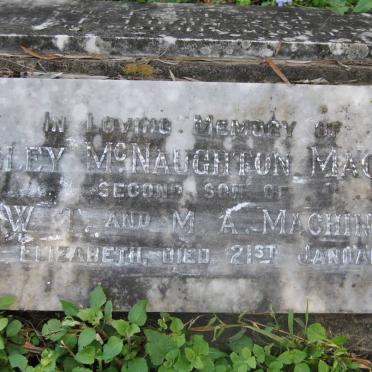 IN LOVING MEMORY OF
LEY MCNAUGHTON MAC
SECOND SON OF
W. T. AND M. A. MACHIN
ELIZABETH, DIED 21ST JANUA